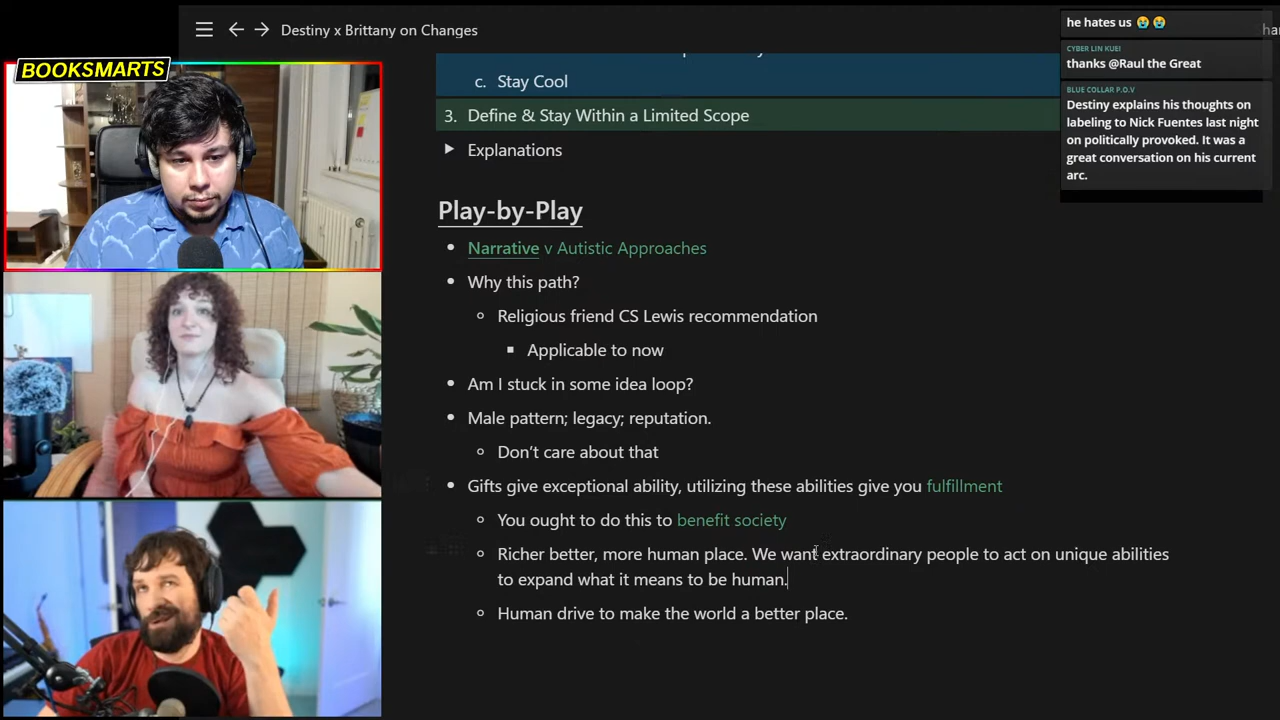 Destiny x Brittany on Changes
BOOKSMARTS
c. Stay Cool
3. Define & Stay Within a Limited Scope
Explanations
Play-by-Play
Narrative v Autistic Approaches
Why this path?
Religious friend CS Lewis recommendation
Applicable to now
Am I stuck in some idea loop?
Male pattern; legacy; reputation.
Don't care about that
Gifts give exceptional ability, utilizing these abilities give you fulfillment
You ought to do this to benefit society
Richer better, more human place. We want extraordinary people to act on unique abilities
to expand what it means to be human.
Human drive to make the world a better place.
he hates us 😭 😭
CYBER LIN KUEI
thanks @Raul the Great
BLUE COLLAR P.O.V
Destiny explains his thoughts on
labeling to Nick Fuentes last night
on politically provoked. It was a
great conversation on his current
arc.